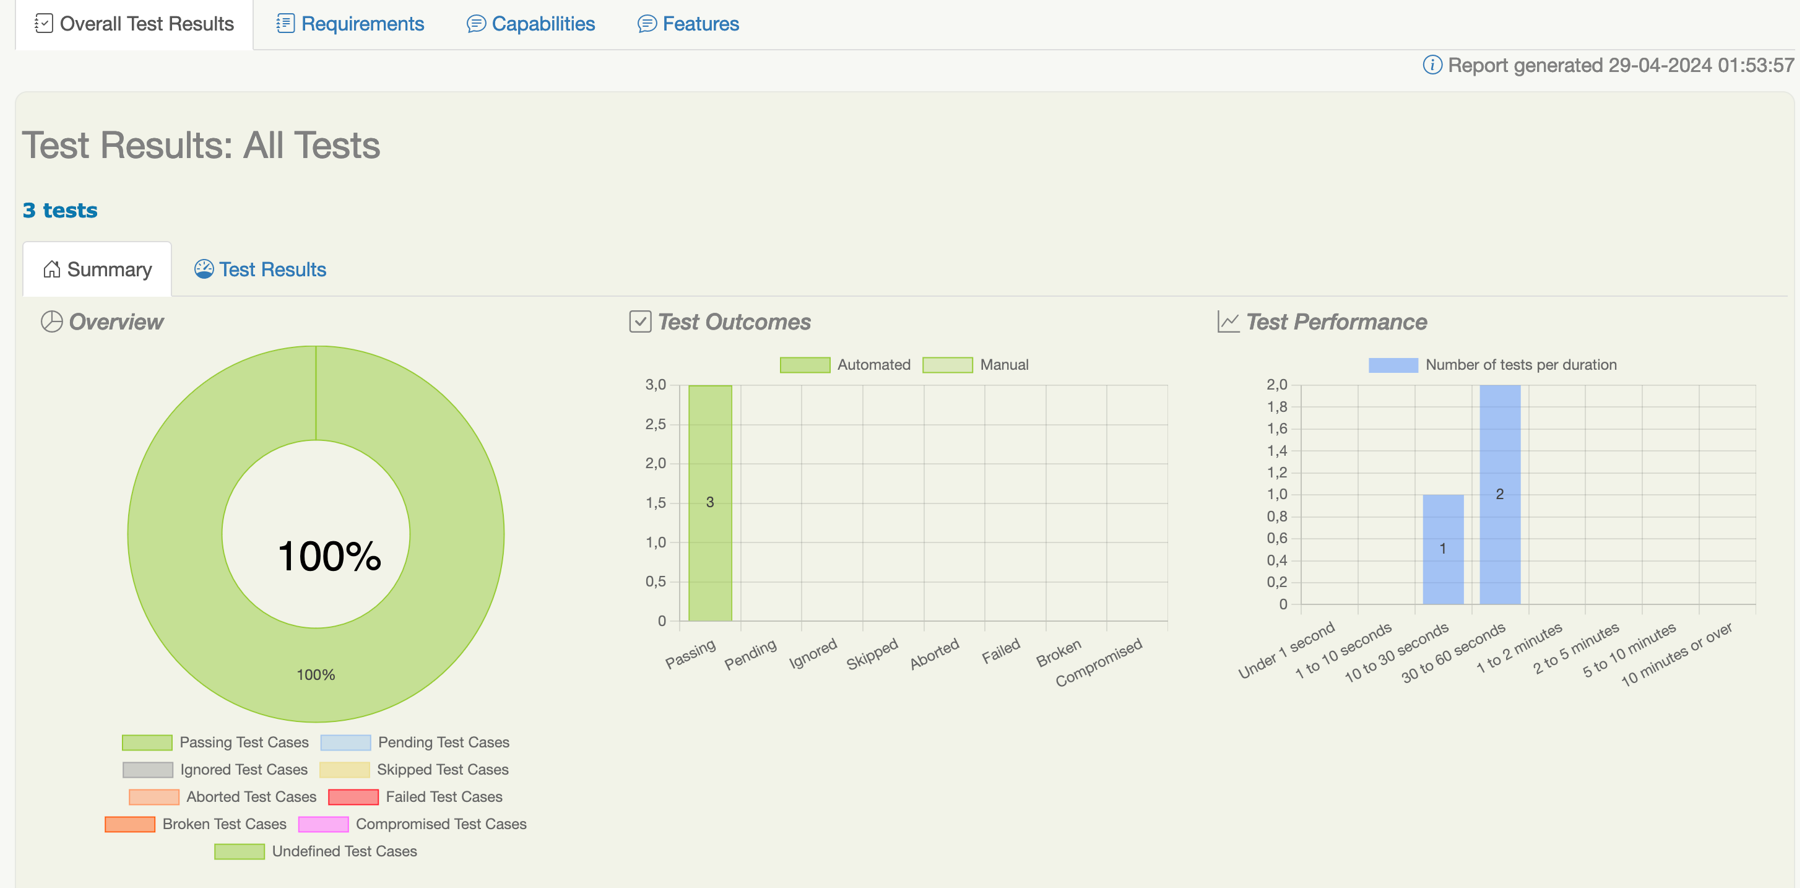 Overall Test Results Requirements Capabilities Features
Report generated 29-04-2024 01:53:57
Test Results: All Tests
3 tests
Summary Test Results
Overview
100%
100%
Passing Test Cases Pending Test Cases
Ignored Test Cases Skipped Test Cases
Aborted Test Cases Failed Test Cases
Broken Test Cases Compromised Test Cases
Undefined Test Cases
Test Outcomes
Automated Manual
3,0
2,5
2,0
1,5
1,0
0,5
0
3
Passing Pending Ignored Skipped Aborted Failed Broken Compromised
Test Performance
Number of tests per duration
2,0
1,8
1,6
1,4
1,2
1,0
0,8
0,6
0,4
0,2
0
1
2
Under 1 second 1 to 10 seconds 10 to 30 seconds 30 to 60 seconds 1 to 2 minutes 2 to 5 minutes 5 to 10 minutes 10 minutes or over